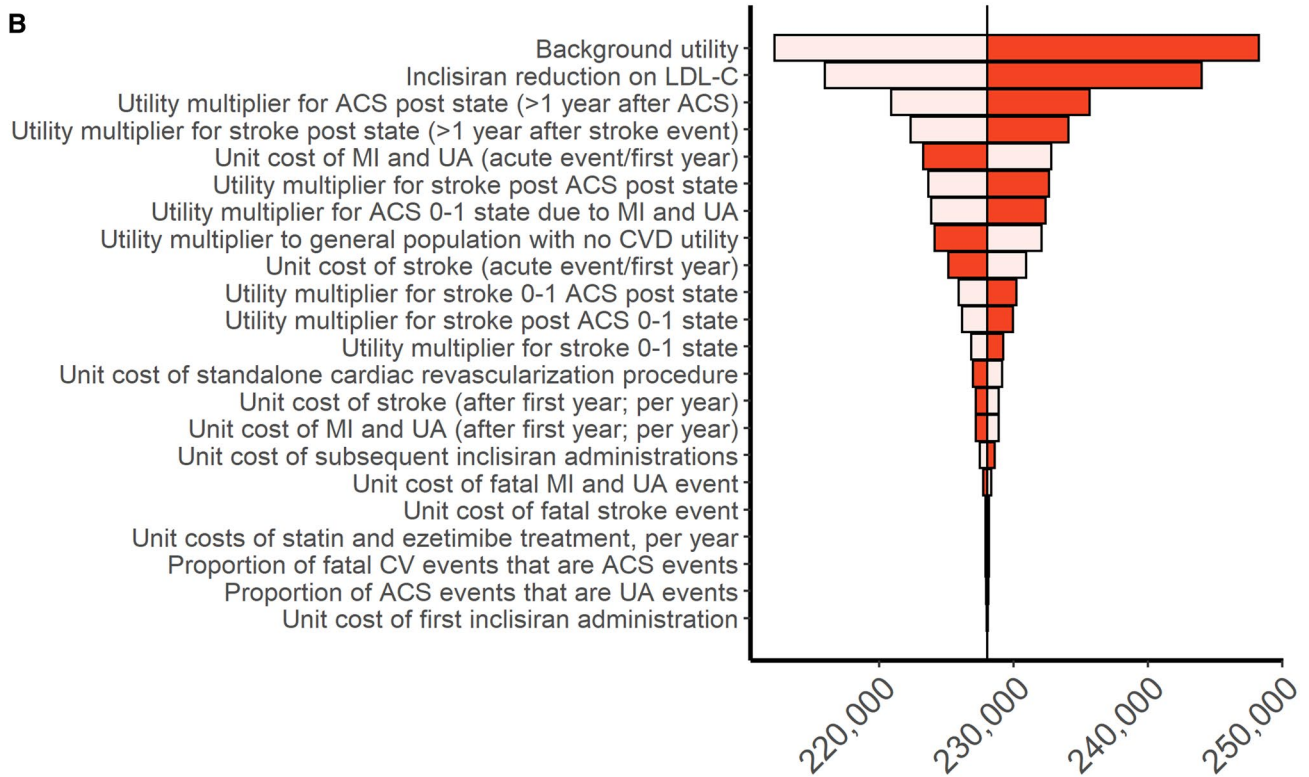 B
Background utility
Inclisiran reduction on LDL-C
Utility multiplier for ACS post state (>1 year after ACS)
Utility multiplier for stroke post state (>1 year after stroke event)
Unit cost of MI and UA (acute event/first year)
Utility multiplier for stroke post ACS post state
Utility multiplier for ACS 0-1 state due to MI and UA
Utility multiplier to general population with no CVD utility
Unit cost of stroke (acute event/first year)
Utility multiplier for stroke 0-1 ACS post state
Utility multiplier for stroke post ACS 0-1 state
Utility multiplier for stroke 0-1 state
Unit cost of standalone cardiac revascularization procedure
Unit cost of stroke (after first year; per year)
Unit cost of MI and UA (after first year; per year)
Unit cost of subsequent inclisiran administrations
Unit cost of fatal MI and UA event
Unit cost of fatal stroke event
Unit costs of statin and ezetimibe treatment, per year
Proportion of fatal CV events that are ACS events
Proportion of ACS events that are UA events
Unit cost of first inclisiran administration
220,000
230,000
240,000
250,000